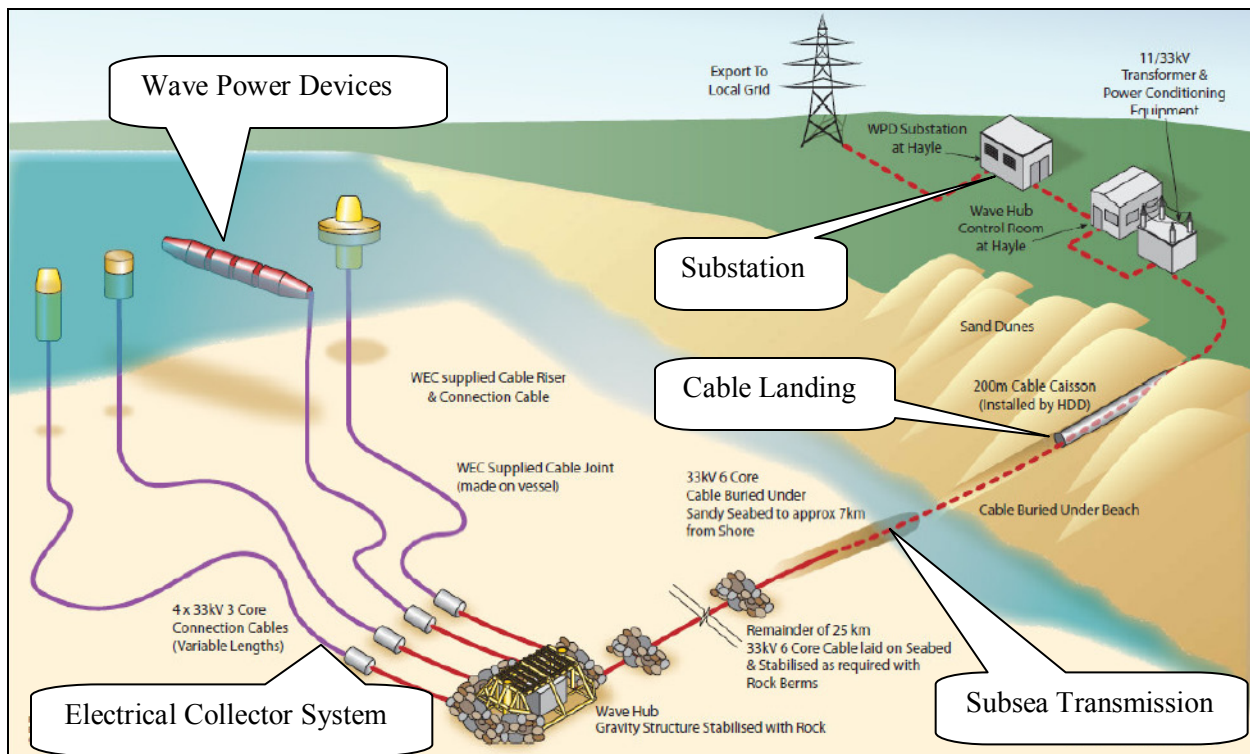 Wave Power Devices
Export To
Local Grid
11/33kV
Transformer &
Power Conditioning
Equipment
WPD Substation
at Hayle
Wave Hub
Control Room
at Hayle
Substation
Sand Dunes
Cable Landing
200m Cable Caisson
(Installed by HDD)
WEC supplied Cable Riser
& Connection Cable
WEC Supplied Cable Joint
(made on vessel)
33kV 6 Core
Cable Buried Under
Sandy Seabed to approx 7km
from Shore
Cable Buried Under Beach
4 x 33kV 3 Core
Connection Cables
(Variable Lengths)
Remainder of 25 km
33kV 6 Core Cable laid on Seabed
& Stabilised as required with
Rock Berms
Electrical Collector System
Wave Hub
Gravity Structure Stabilised with Rock
Subsea Transmission